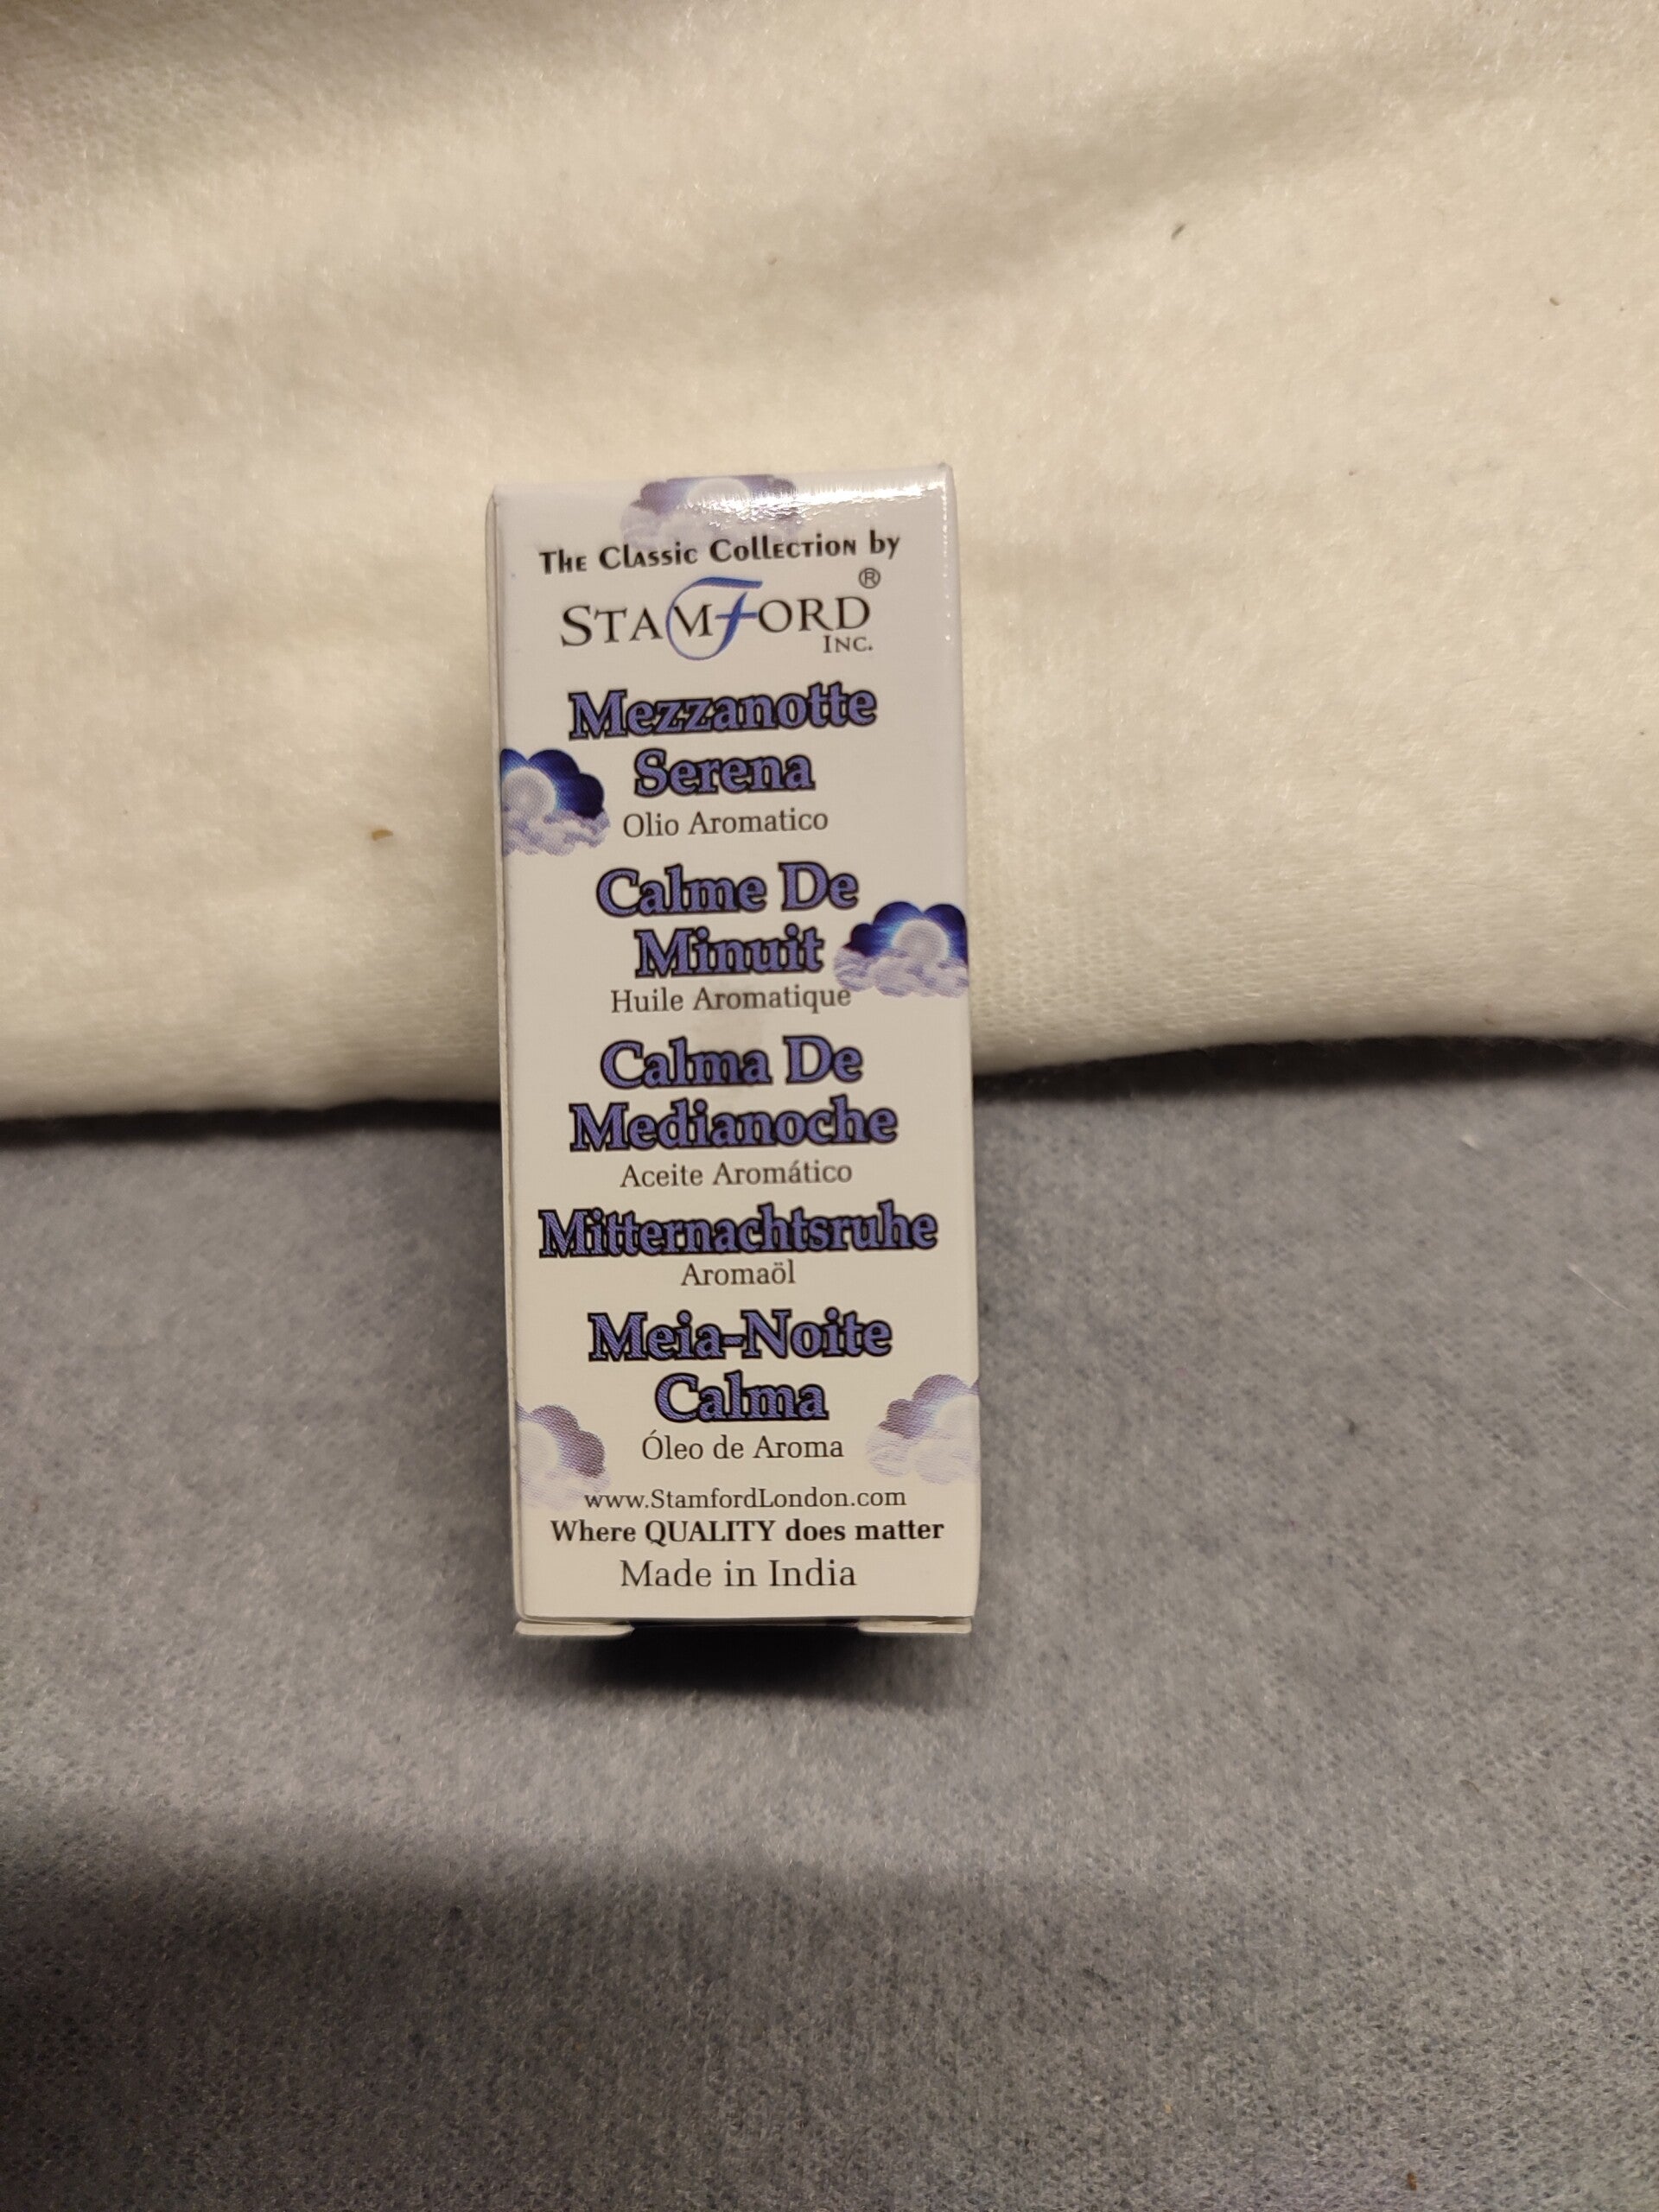 The Classic Collection by
STAMFORD®
INC.
Mezzanotte
Serena
Olio Aromatico
Calme De
Minuit
Huile Aromatique
Calma De
Medianoche
Aceite Aromático
Mitternachtsruhe
Aromaöl
Meia-Noite
Calma
Óleo de Aroma
www.StamfordLondon.com
Where QUALITY does matter
Made in India